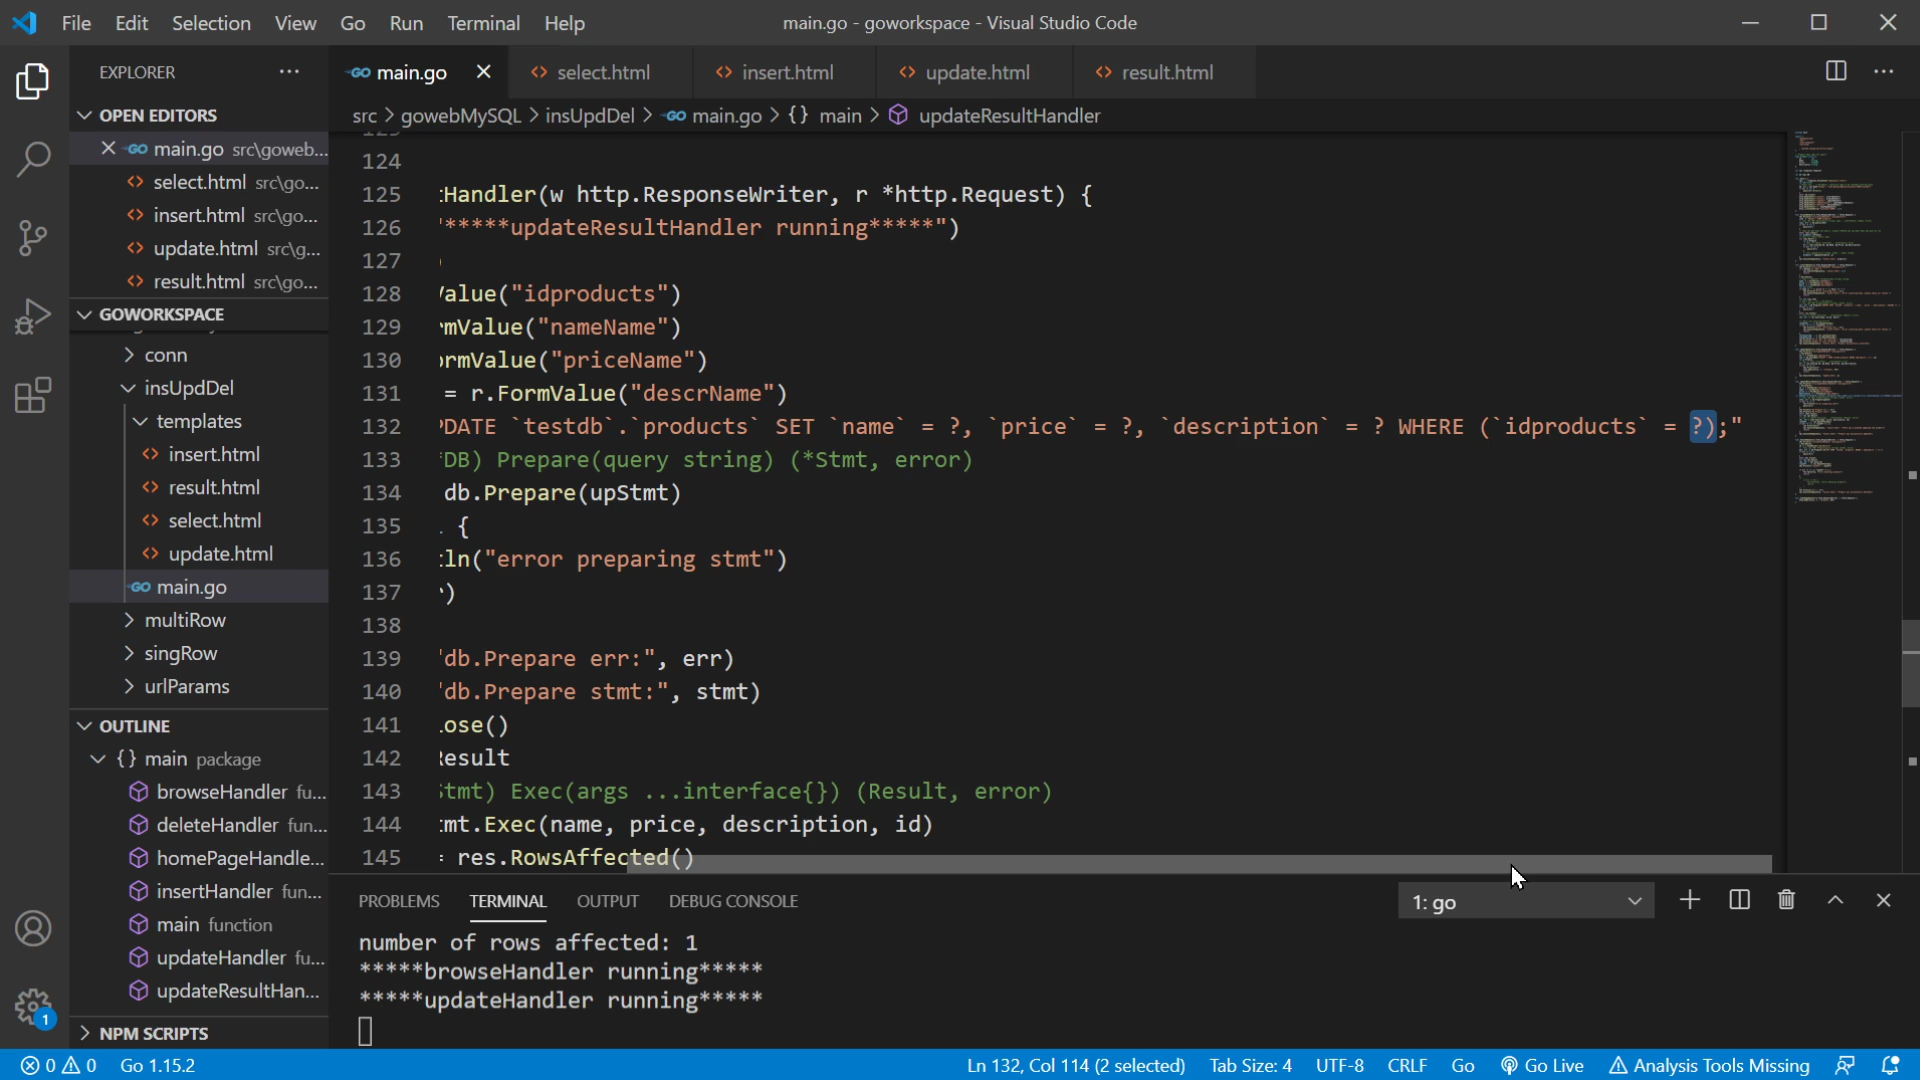 File Edit Selection View Go Run Terminal Help
main.go - goworkspace - Visual Studio Code
EXPLORER
main.go
select.html
insert.html
update.html
result.html
OPEN EDITORS
src > gowebMySQL > insUpdDel > main.go > {} main > updateResultHandler
main.go src\goweb...
select.html src\go...
insert.html src\go...
update.html src\g...
result.html src\go...
GOWORKSPACE
conn
insUpdDel
templates
insert.html
result.html
select.html
update.html
main.go
multiRow
singRow
urlParams
OUTLINE
{} main package
browseHandler fu...
deleteHandler fun...
homePageHandle...
insertHandler fun...
main function
updateHandler fu...
updateResultHan...
NPM SCRIPTS
124
125 tHandler(w http.ResponseWriter, r *http.Request) {
126 "*****updateResultHandler running*****")
127 )
128 Value("idproducts")
129 rmValue("nameName")
130 ormValue("priceName")
131 = r.FormValue("descrName")
132 PDATE `testdb`.`products` SET `name` = ?, `price` = ?, `description` = ? WHERE (`idproducts` = ?);"
133 *DB) Prepare(query string) (*Stmt, error)
134 db.Prepare(upStmt)
135 {
136 ln("error preparing stmt")
137 )
138
139 "db.Prepare err:", err)
140 "db.Prepare stmt:", stmt)
141 lose()
142 Result
143 Stmt) Exec(args ...interface{}) (Result, error)
144 mt.Exec(name, price, description, id)
145 = res.RowsAffected()
PROBLEMS TERMINAL OUTPUT DEBUG CONSOLE
1: go
number of rows affected: 1
*****browseHandler running*****
*****updateHandler running*****
1
0 0 Go 1.15.2
Ln 132, Col 114 (2 selected) Tab Size: 4 UTF-8 CRLF Go Go Live Analysis Tools Missing